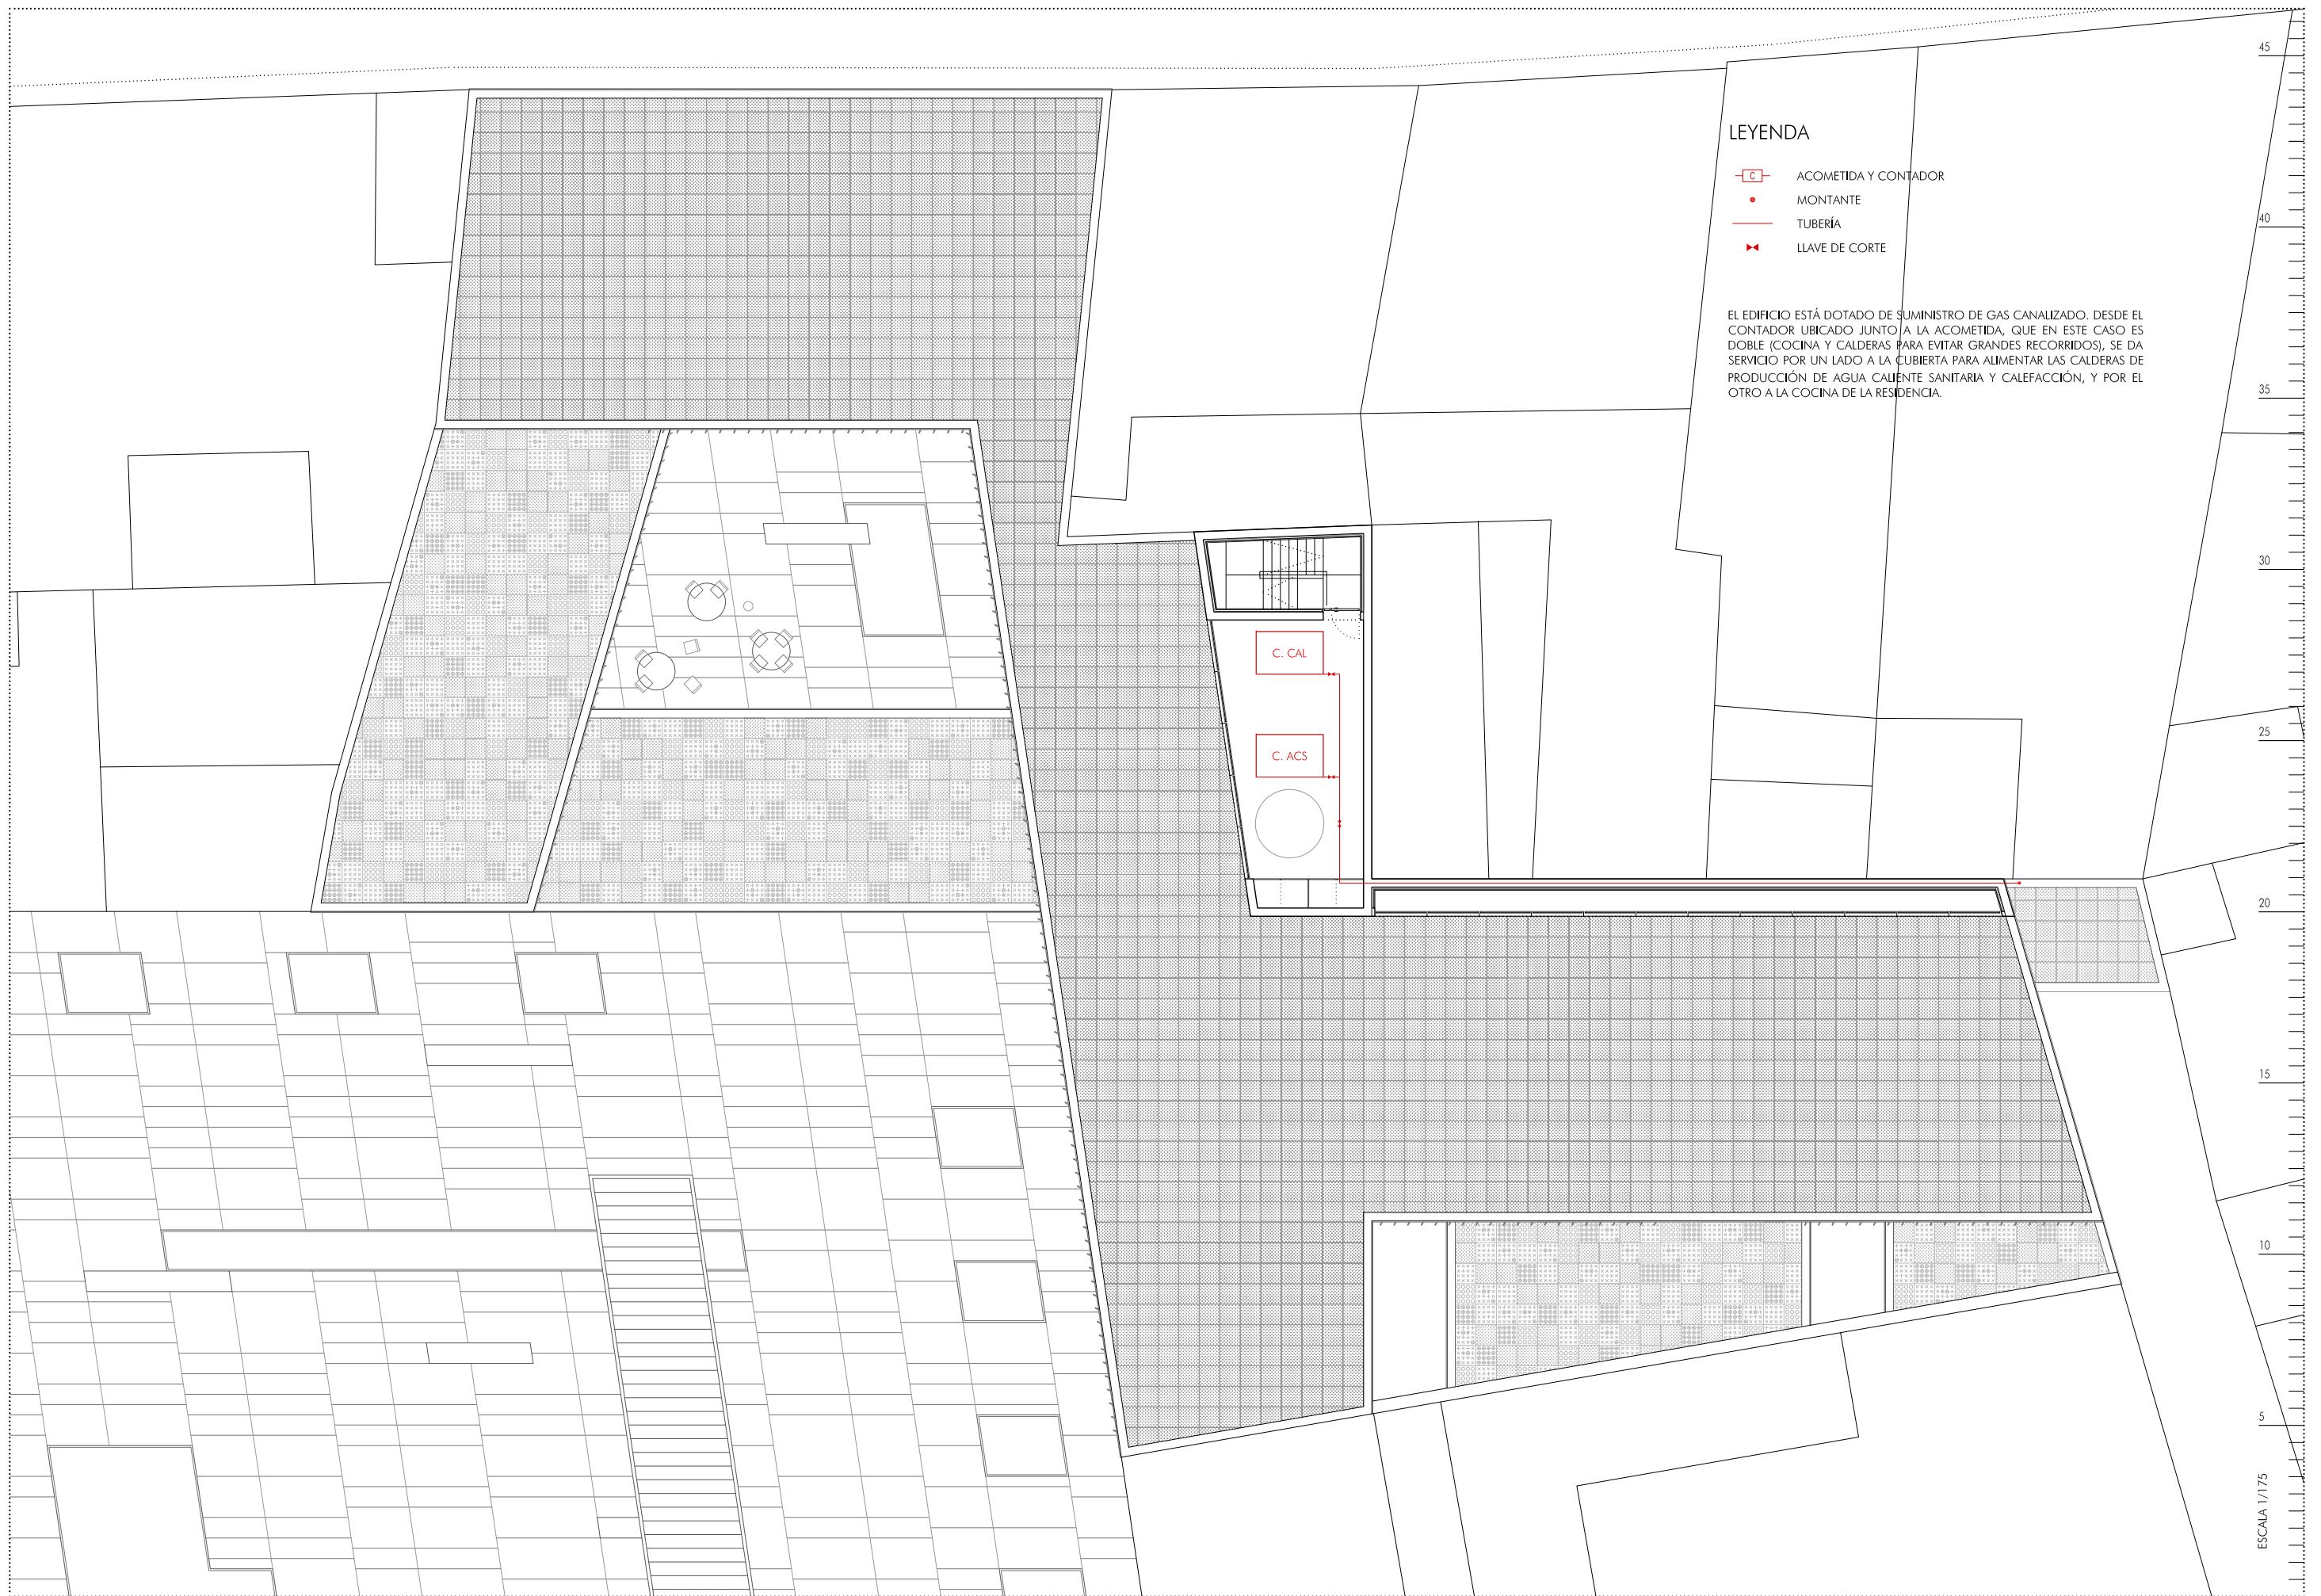 LEYENDA
C ACOMETIDA Y CONTADOR
MONTANTE
TUBERÍA
LLAVE DE CORTE
EL EDIFICIO ESTÁ DOTADO DE SUMINISTRO DE GAS CANALIZADO. DESDE EL
CONTADOR UBICADO JUNTO A LA ACOMETIDA, QUE EN ESTE CASO ES
DOBLE (COCINA Y CALDERAS PARA EVITAR GRANDES RECORRIDOS), SE DA
SERVICIO POR UN LADO A LA CUBIERTA PARA ALIMENTAR LAS CALDERAS DE
PRODUCCIÓN DE AGUA CALIENTE SANITARIA Y CALEFACCIÓN, Y POR EL
OTRO A LA COCINA DE LA RESIDENCIA.
C. CAL
C. ACS
45
40
35
30
25
20
15
10
5
ESCALA 1/175